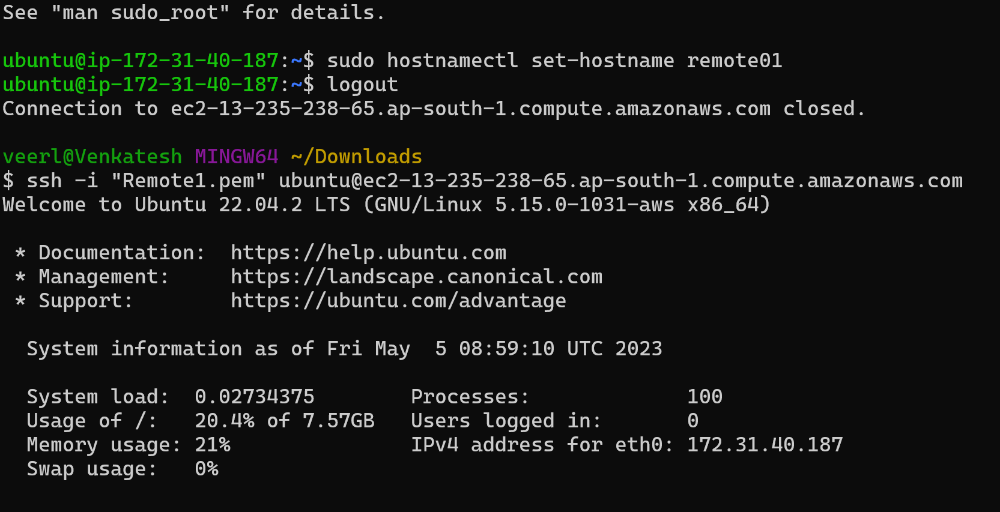 See "man sudo_root" for details.
ubuntu@ip-172-31-40-187:~$ sudo hostnamectl set-hostname remote01
ubuntu@ip-172-31-40-187:~$ logout
Connection to ec2-13-235-238-65.ap-south-1.compute.amazonaws.com closed.
veerl@Venkatesh MINGW64 ~/Downloads
$ ssh -i "Remote1.pem" ubuntu@ec2-13-235-238-65.ap-south-1.compute.amazonaws.com
Welcome to Ubuntu 22.04.2 LTS (GNU/Linux 5.15.0-1031-aws x86_64)
* Documentation:  https://help.ubuntu.com
* Management:     https://landscape.canonical.com
* Support:        https://ubuntu.com/advantage
System information as of Fri May  5 08:59:10 UTC 2023
System load:  0.02734375        Processes:             100
Usage of /:   20.4% of 7.57GB   Users logged in:       0
Memory usage: 21%               IPv4 address for eth0: 172.31.40.187
Swap usage:   0%